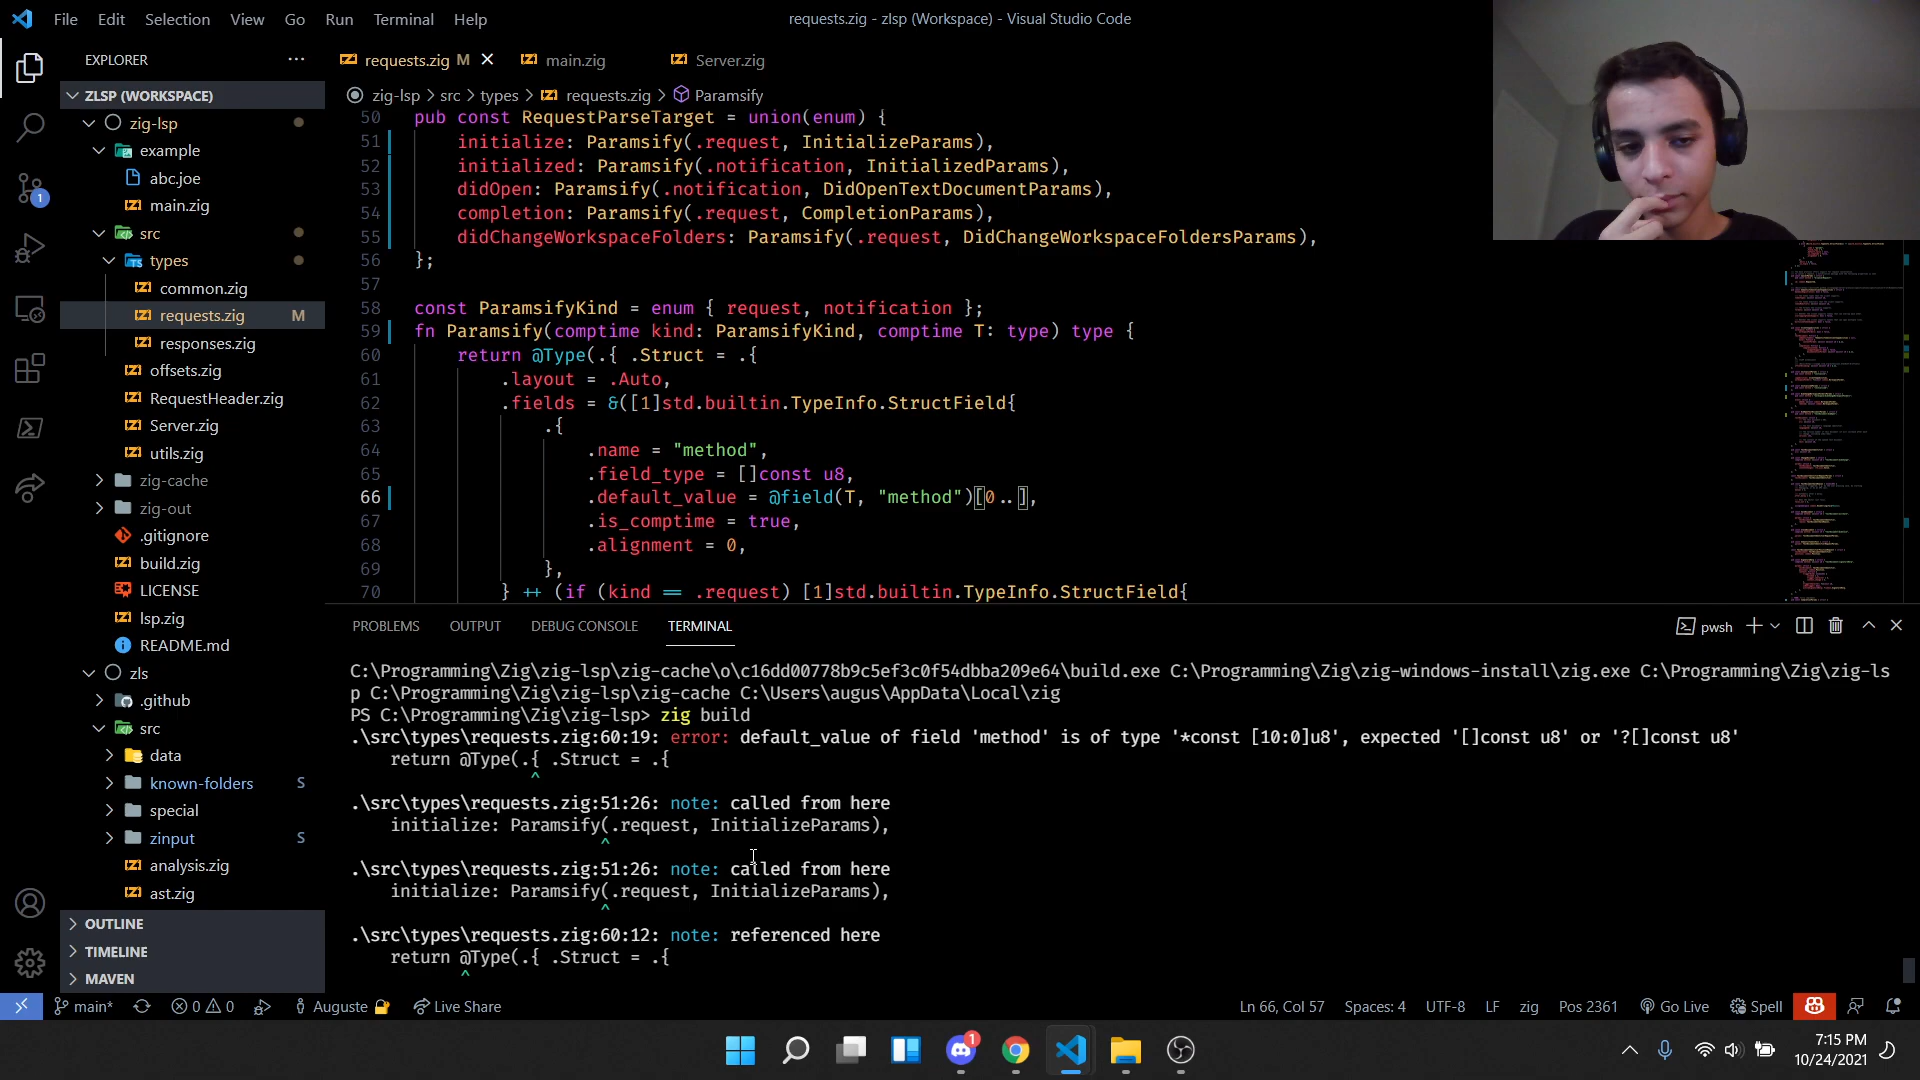 File Edit Selection View Go Run Terminal Help
requests.zig - zlsp (Workspace) - Visual Studio Code
EXPLORER
ZLSP (WORKSPACE)
zig-lsp
example
abc.joe
main.zig
src
types
common.zig
requests.zig M
responses.zig
offsets.zig
RequestHeader.zig
Server.zig
utils.zig
zig-cache
zig-out
.gitignore
build.zig
LICENSE
lsp.zig
README.md
zls
.github
src
data
known-folders S
special
zinput S
analysis.zig
ast.zig
OUTLINE
TIMELINE
MAVEN
requests.zig M main.zig Server.zig
zig-lsp > src > types > requests.zig > Paramsify
50 pub const RequestParseTarget = union(enum) {
51 initialize: Paramsify(.request, InitializeParams),
52 initialized: Paramsify(.notification, InitializedParams),
53 didOpen: Paramsify(.notification, DidOpenTextDocumentParams),
54 completion: Paramsify(.request, CompletionParams),
55 didChangeWorkspaceFolders: Paramsify(.request, DidChangeWorkspaceFoldersParams),
56 };
57
58 const ParamsifyKind = enum { request, notification };
59 fn Paramsify(comptime kind: ParamsifyKind, comptime T: type) type {
60 return @Type(.{ .Struct = .{
61 .layout = .Auto,
62 .fields = &([1]std.builtin.TypeInfo.StructField{
63 .{
64 .name = "method",
65 .field_type = []const u8,
66 .default_value = @field(T, "method")[0..],
67 .is_comptime = true,
68 .alignment = 0,
69 },
70 } ++ (if (kind == .request) [1]std.builtin.TypeInfo.StructField{
PROBLEMS OUTPUT DEBUG CONSOLE TERMINAL
pwsh
C:\Programming\Zig\zig-lsp\zig-cache\o\c16dd00778b9c5ef3c0f54dbba209e64\build.exe C:\Programming\Zig\zig-windows-install\zig.exe C:\Programming\Zig\zig-ls
p C:\Programming\Zig\zig-lsp\zig-cache C:\Users\augus\AppData\Local\zig
PS C:\Programming\Zig\zig-lsp> zig build
.\src\types\requests.zig:60:19: error: default_value of field 'method' is of type '*const [10:0]u8', expected '[]const u8' or '?[]const u8'
return @Type(.{ .Struct = .{
^
.\src\types\requests.zig:51:26: note: called from here
initialize: Paramsify(.request, InitializeParams),
^
.\src\types\requests.zig:51:26: note: called from here
initialize: Paramsify(.request, InitializeParams),
^
.\src\types\requests.zig:60:12: note: referenced here
return @Type(.{ .Struct = .{
^
1
main* 0 0 Auguste Live Share
Ln 66, Col 57 Spaces: 4 UTF-8 LF zig Pos 2361 Go Live Spell
1
7:15 PM
10/24/2021